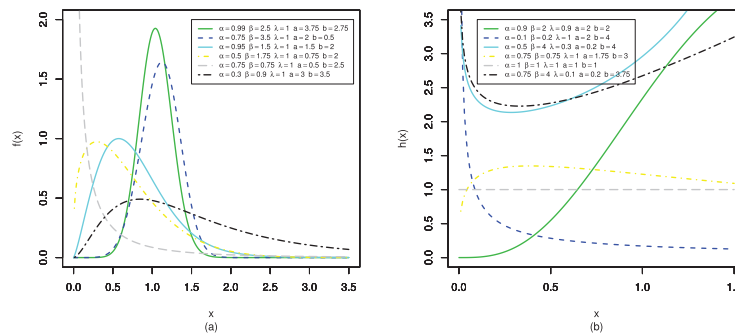 α=0.99 β=2.5 λ=1 a=3.75 b=2.75
α=0.75 β=3.5 λ=1 a=2 b=0.5
α=0.95 β=1.5 λ=1 a=1.5 b=2
α=0.5 β=1.75 λ=1 a=0.75 b=2
α=0.75 β=0.75 λ=1 a=0.5 b=2.5
α=0.3 β=0.9 λ=1 a=3 b=3.5
f(x)
2.0
1.5
1.0
0.5
0.0
0.0 0.5 1.0 1.5 2.0 2.5 3.0 3.5
x
(a)
α=0.9 β=2 λ=0.9 a=2 b=2
α=0.1 β=0.2 λ=1 a=2 b=4
α=0.5 β=4 λ=0.3 a=0.2 b=4
α=0.75 β=0.75 λ=1 a=1.75 b=3
α=1 β=1 λ=1 a=1 b=1
α=0.75 β=4 λ=0.1 a=0.2 b=3.75
h(x)
3.5
3.0
2.5
2.0
1.5
1.0
0.5
0.0
0.0 0.5 1.0 1.5
x
(b)